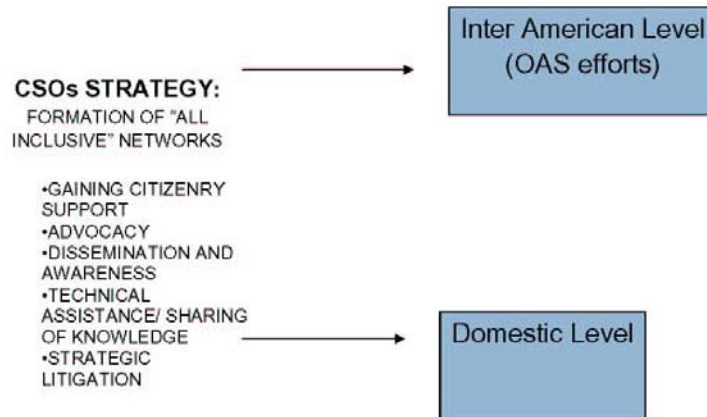 CSOs STRATEGY:
FORMATION OF "ALL
INCLUSIVE" NETWORKS
•GAINING CITIZENRY
SUPPORT
•ADVOCACY
•DISSEMINATION AND
AWARENESS
•TECHNICAL
ASSISTANCE/ SHARING
OF KNOWLEDGE
•STRATEGIC
LITIGATION
Inter American Level
(OAS efforts)
Domestic Level